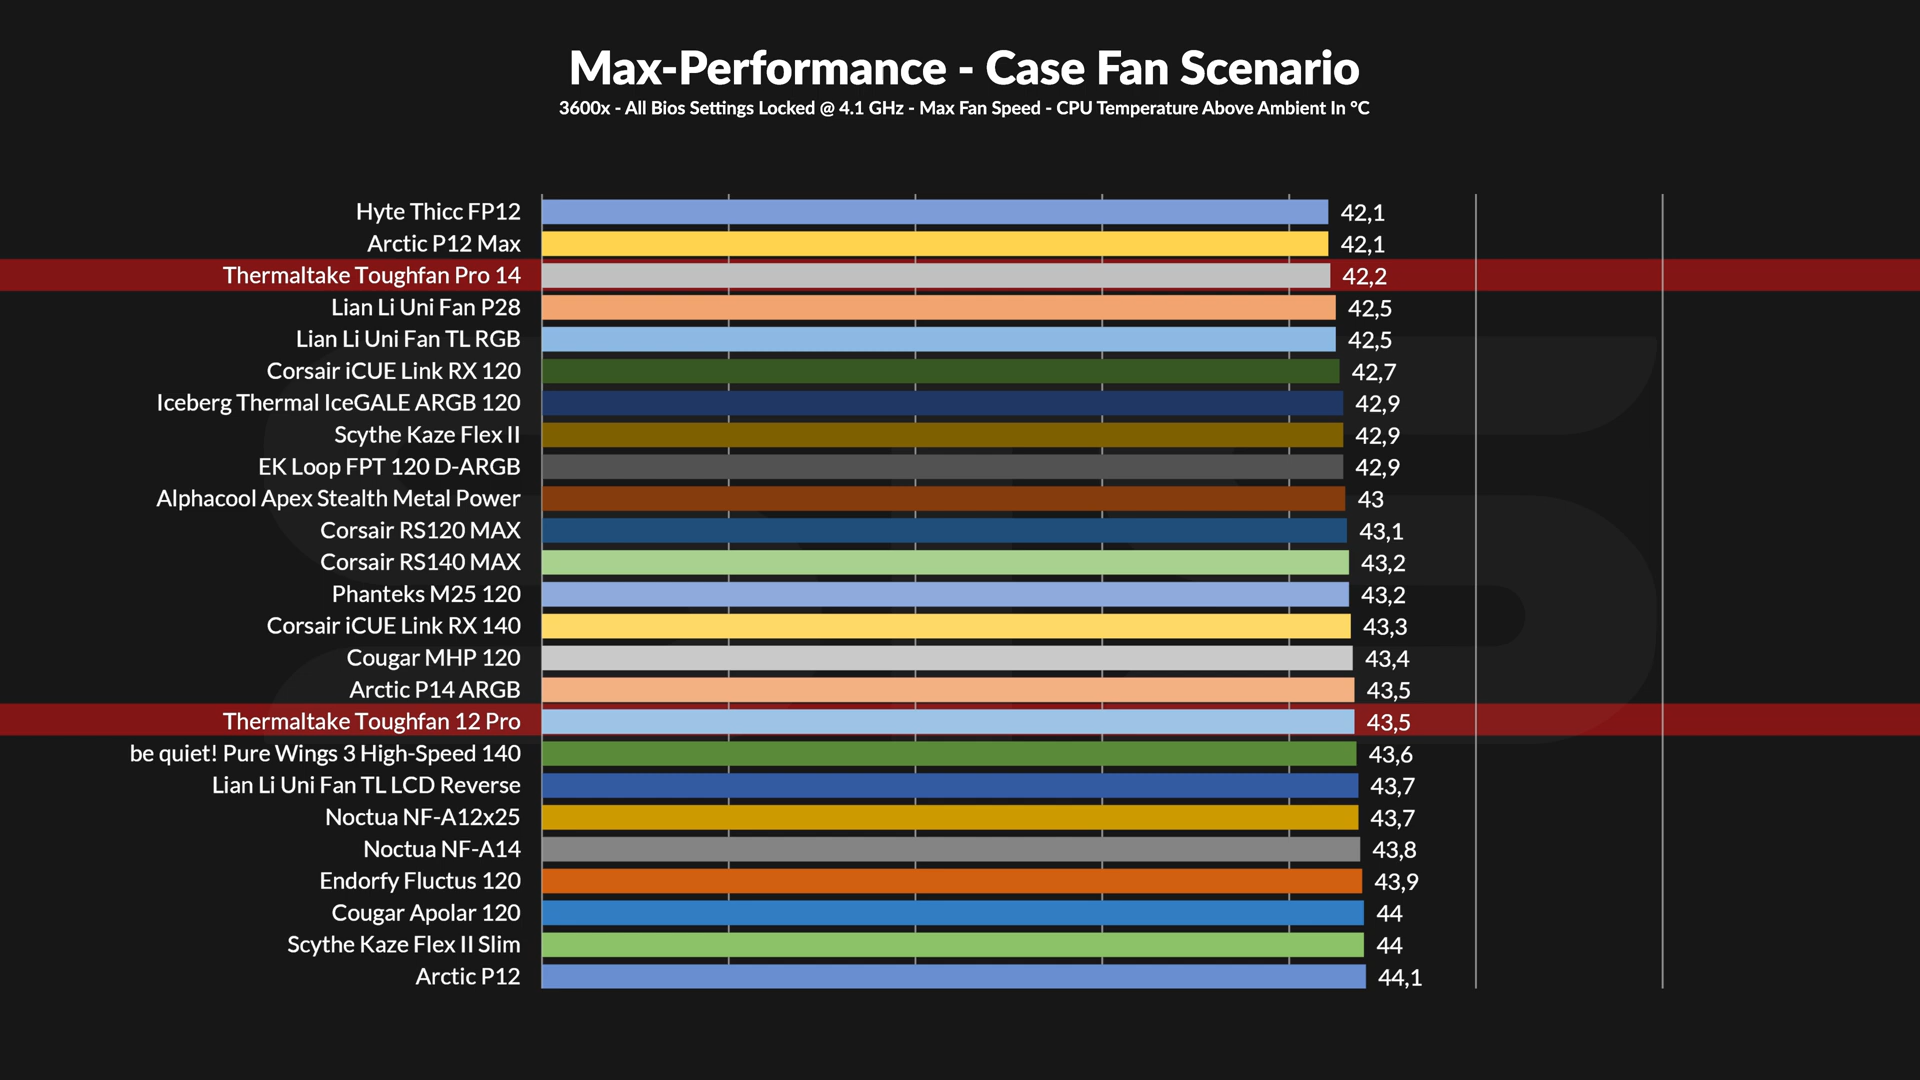 Max-Performance - Case Fan Scenario
3600x - All Bios Settings Locked @ 4.1 GHz - Max Fan Speed - CPU Temperature Above Ambient In °C
Hyte Thicc FP12 42,1
Arctic P12 Max 42,1
Thermaltake Toughfan Pro 14 42,2
Lian Li Uni Fan P28 42,5
Lian Li Uni Fan TL RGB 42,5
Corsair iCUE Link RX 120 42,7
Iceberg Thermal IceGALE ARGB 120 42,9
Scythe Kaze Flex II 42,9
EK Loop FPT 120 D-ARGB 42,9
Alphacool Apex Stealth Metal Power 43
Corsair RS120 MAX 43,1
Corsair RS140 MAX 43,2
Phanteks M25 120 43,2
Corsair iCUE Link RX 140 43,3
Cougar MHP 120 43,4
Arctic P14 ARGB 43,5
Thermaltake Toughfan 12 Pro 43,5
be quiet! Pure Wings 3 High-Speed 140 43,6
Lian Li Uni Fan TL LCD Reverse 43,7
Noctua NF-A12x25 43,7
Noctua NF-A14 43,8
Endorfy Fluctus 120 43,9
Cougar Apolar 120 44
Scythe Kaze Flex II Slim 44
Arctic P12 44,1